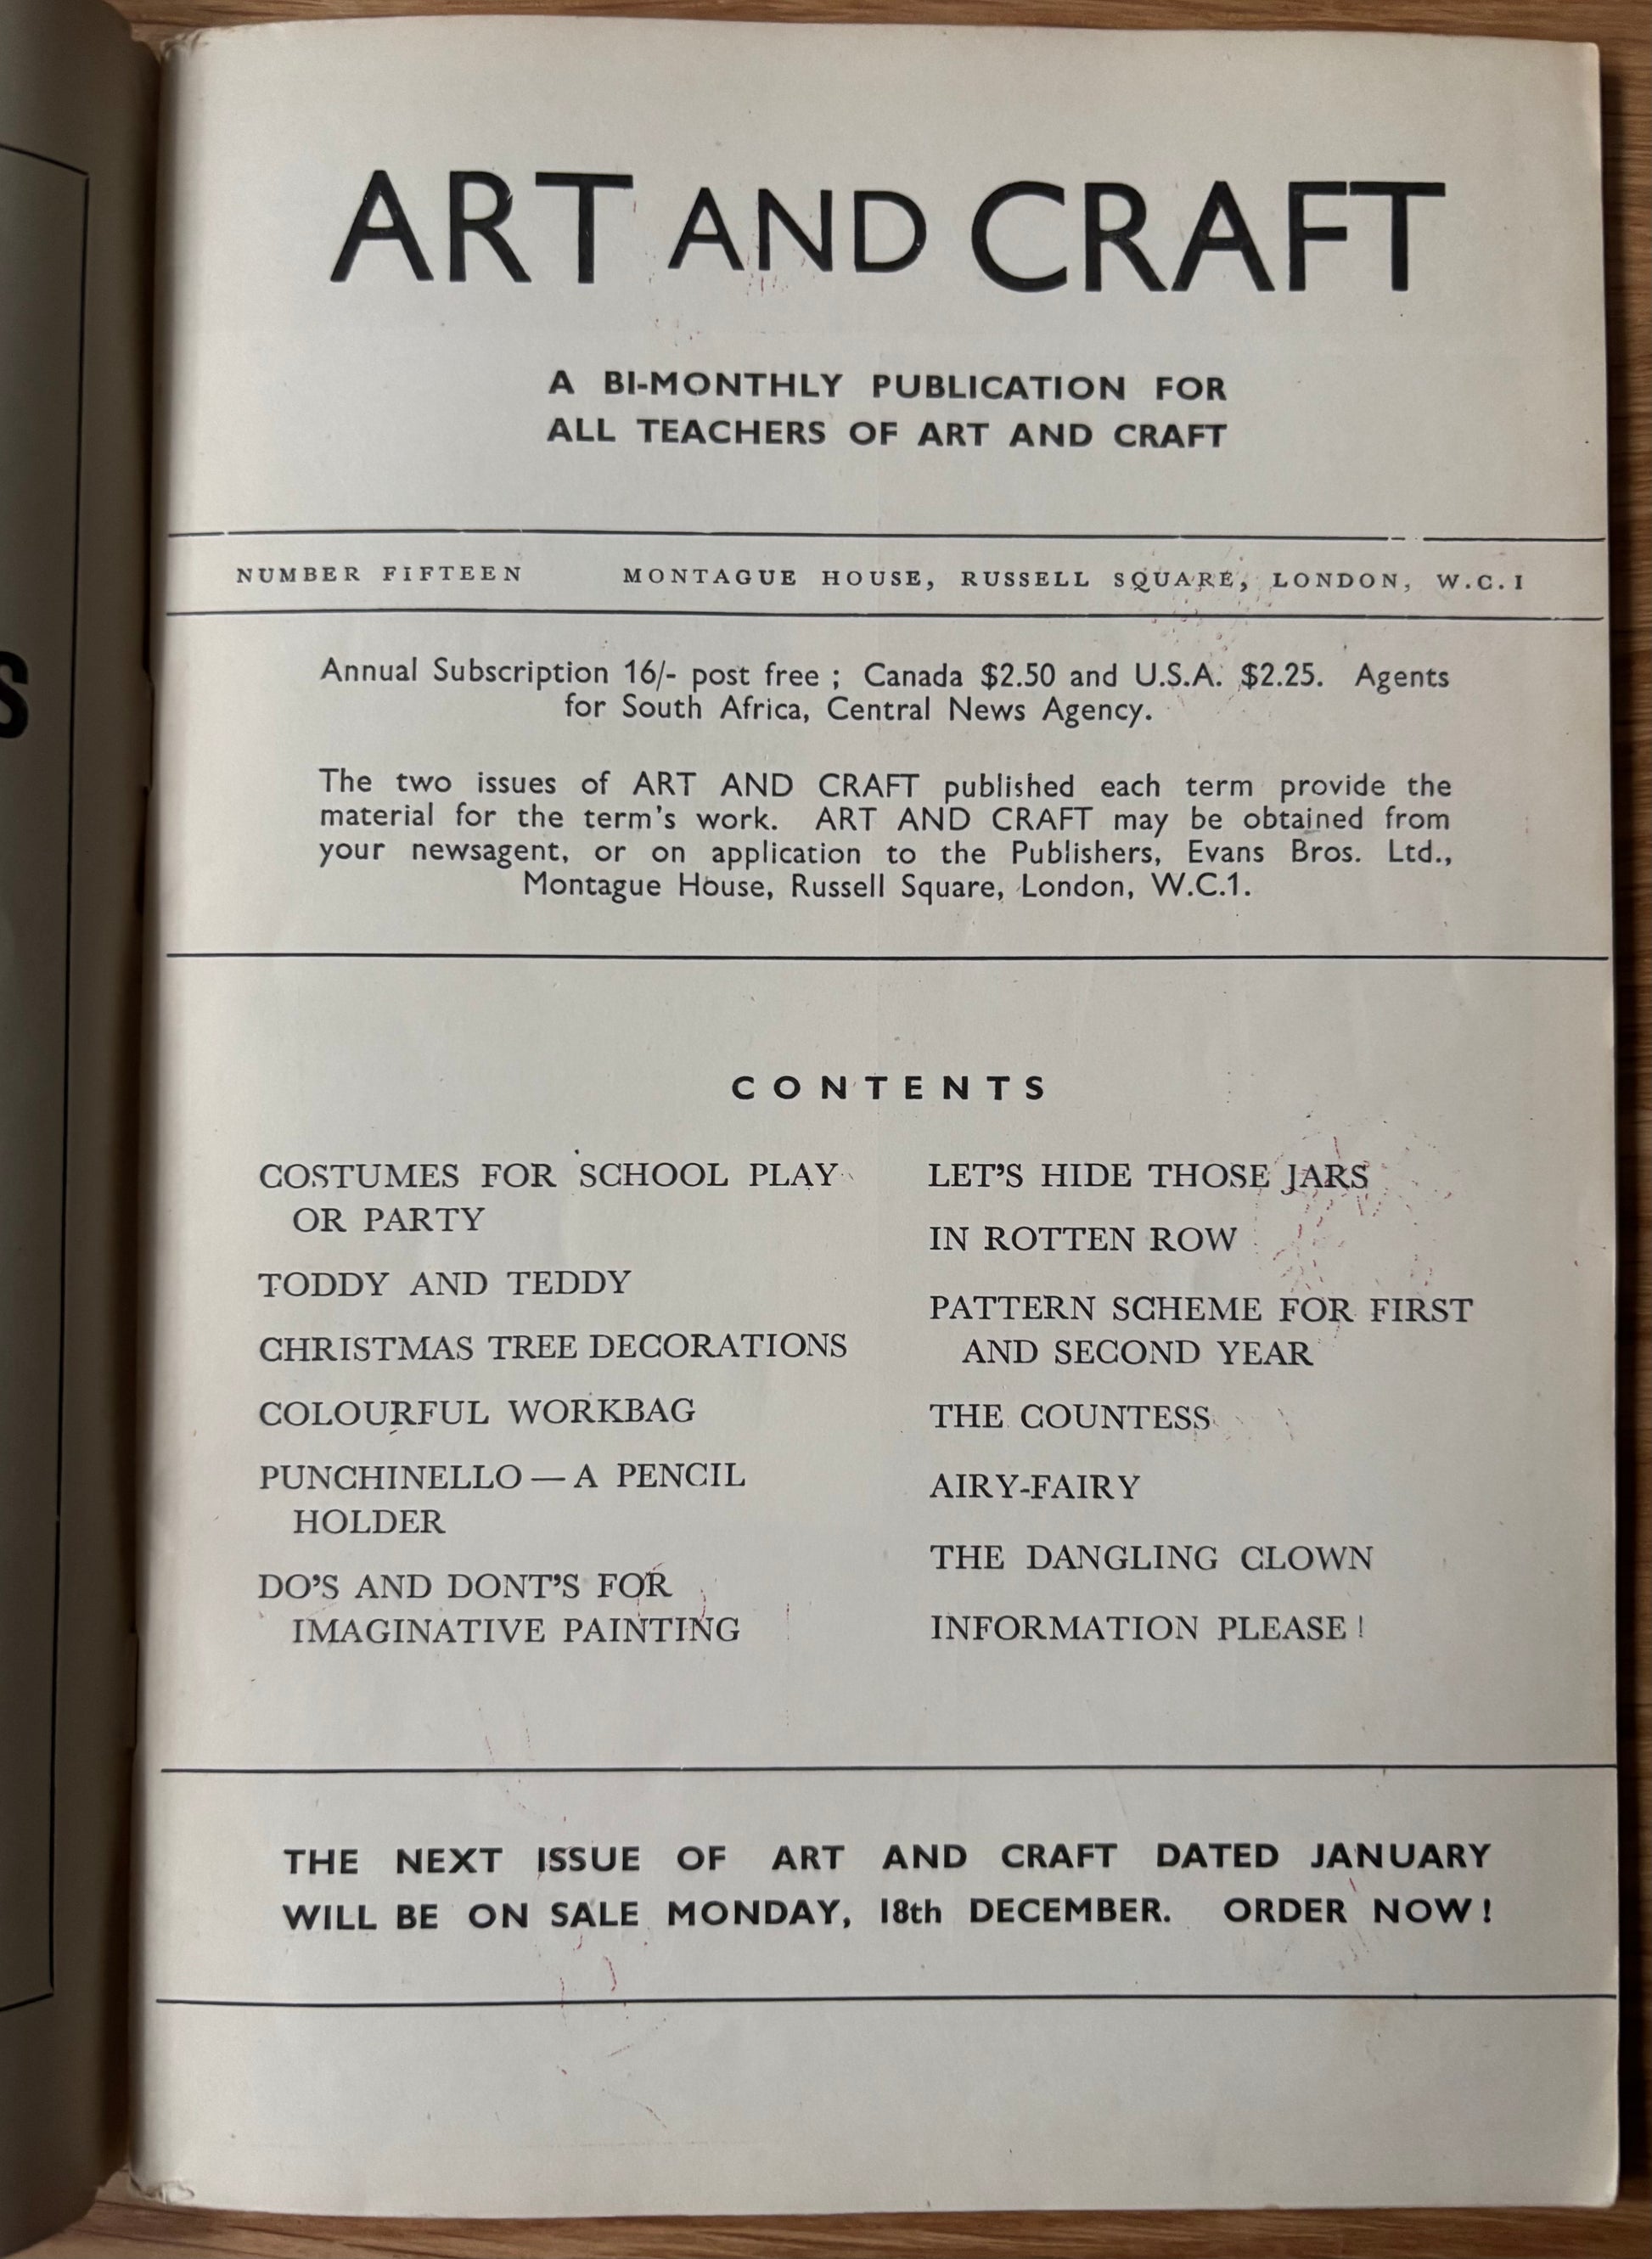 ART AND CRAFT
A BI-MONTHLY PUBLICATION FOR
ALL TEACHERS OF ART AND CRAFT
NUMBER FIFTEEN MONTAGUE HOUSE, RUSSELL SQUARE, LONDON, W.C.1
Annual Subscription 16/- post free ; Canada $2.50 and U.S.A. $2.25. Agents
for South Africa, Central News Agency.
The two issues of ART AND CRAFT published each term provide the
material for the term's work. ART AND CRAFT may be obtained from
your newsagent, or on application to the Publishers, Evans Bros. Ltd.,
Montague House, Russell Square, London, W.C.1.
CONTENTS
COSTUMES FOR SCHOOL PLAY
OR PARTY
TODDY AND TEDDY
CHRISTMAS TREE DECORATIONS
COLOURFUL WORKBAG
PUNCHINELLO — A PENCIL
HOLDER
DO'S AND DONT'S FOR
IMAGINATIVE PAINTING
LET'S HIDE THOSE JARS
IN ROTTEN ROW
PATTERN SCHEME FOR FIRST
AND SECOND YEAR
THE COUNTESS
AIRY-FAIRY
THE DANGLING CLOWN
INFORMATION PLEASE !
THE NEXT ISSUE OF ART AND CRAFT DATED JANUARY
WILL BE ON SALE MONDAY, 18th DECEMBER. ORDER NOW !